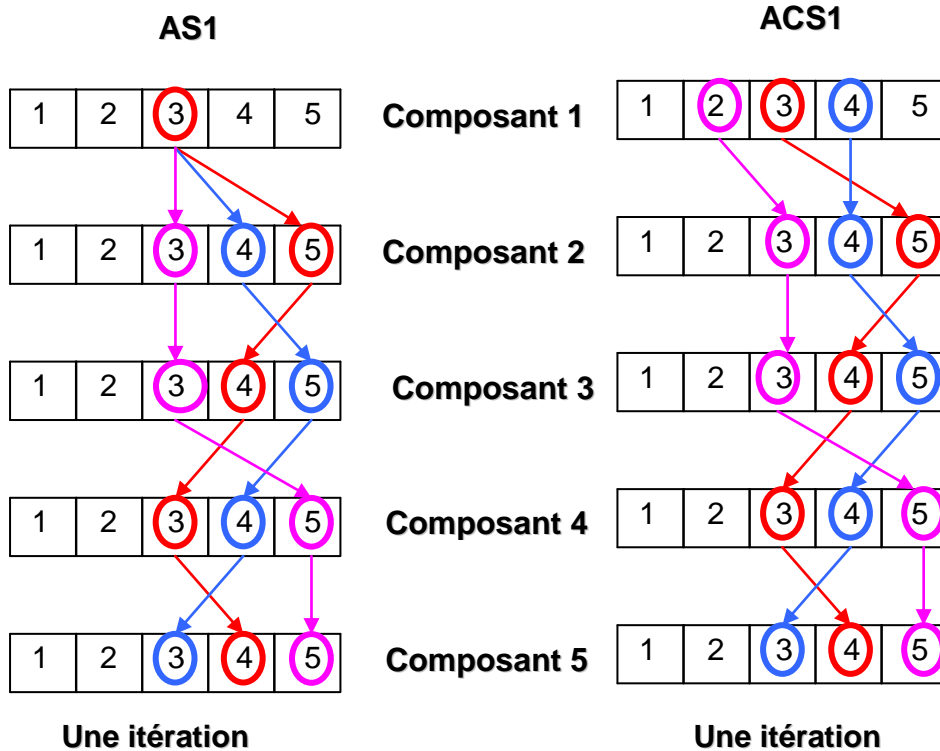 AS1
ACS1
1 2 3 4 5
Composant 1
1 2 3 4 5
1 2 3 4 5
Composant 2
1 2 3 4 5
1 2 3 4 5
Composant 3
1 2 3 4 5
1 2 3 4 5
Composant 4
1 2 3 4 5
1 2 3 4 5
Composant 5
1 2 3 4 5
Une itération
Une itération